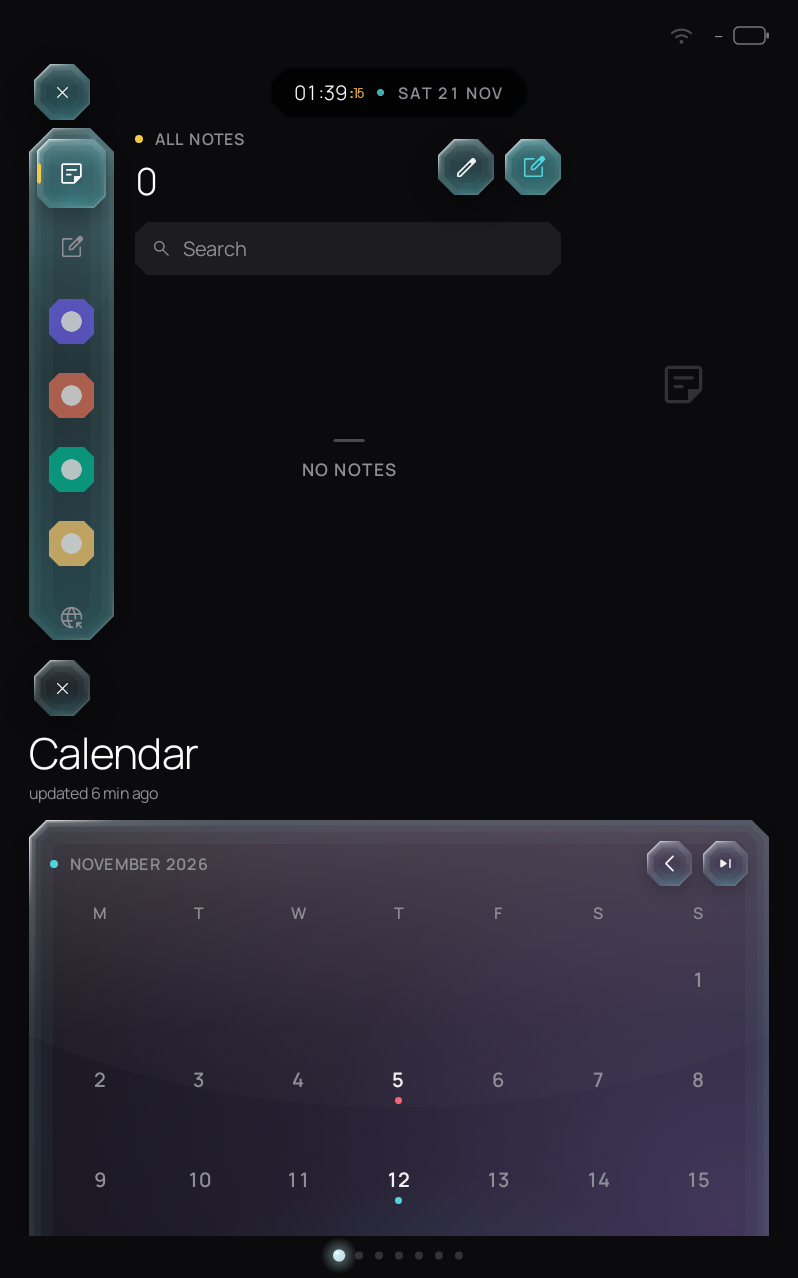 –
01:39:15 • SAT 21 NOV
ALL NOTES
0
Search
NO NOTES
Calendar
updated 6 min ago
NOVEMBER 2026
M T W T F S S
1
2 3 4 5 6 7 8
9 10 11 12 13 14 15